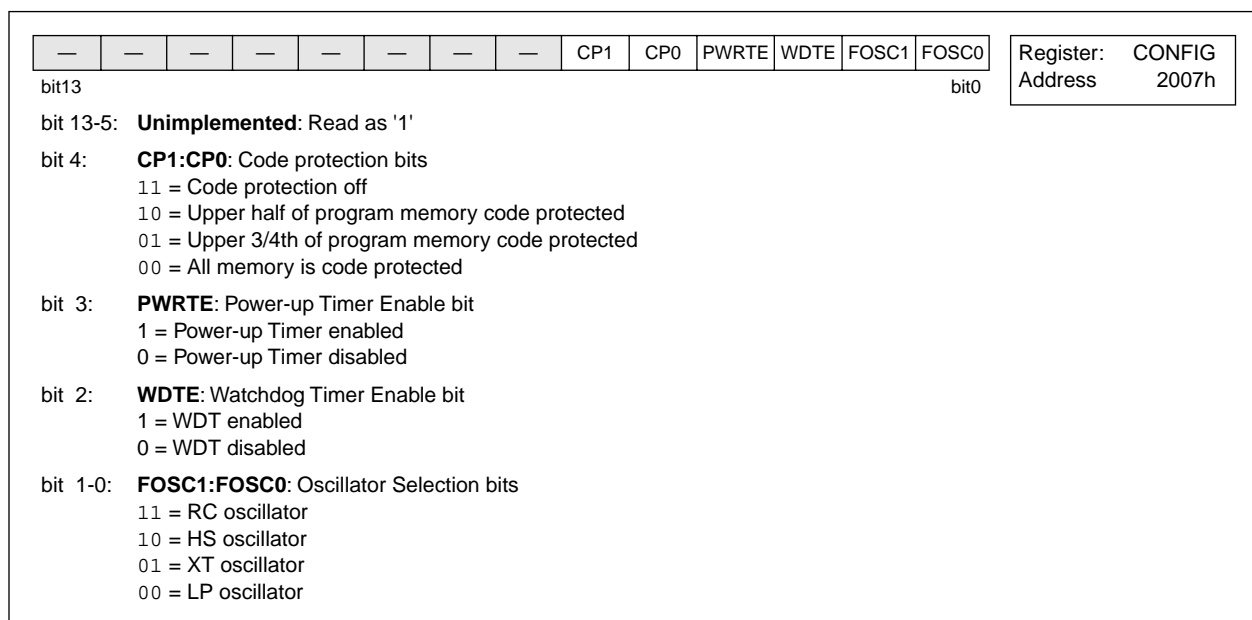 — — — — — — — — CP1 CP0 PWRTE WDTE FOSC1 FOSC0
bit13 bit0
Register: CONFIG
Address 2007h
bit 13-5: Unimplemented: Read as '1'
bit 4: CP1:CP0: Code protection bits
11 = Code protection off
10 = Upper half of program memory code protected
01 = Upper 3/4th of program memory code protected
00 = All memory is code protected
bit 3: PWRTE: Power-up Timer Enable bit
1 = Power-up Timer enabled
0 = Power-up Timer disabled
bit 2: WDTE: Watchdog Timer Enable bit
1 = WDT enabled
0 = WDT disabled
bit 1-0: FOSC1:FOSC0: Oscillator Selection bits
11 = RC oscillator
10 = HS oscillator
01 = XT oscillator
00 = LP oscillator